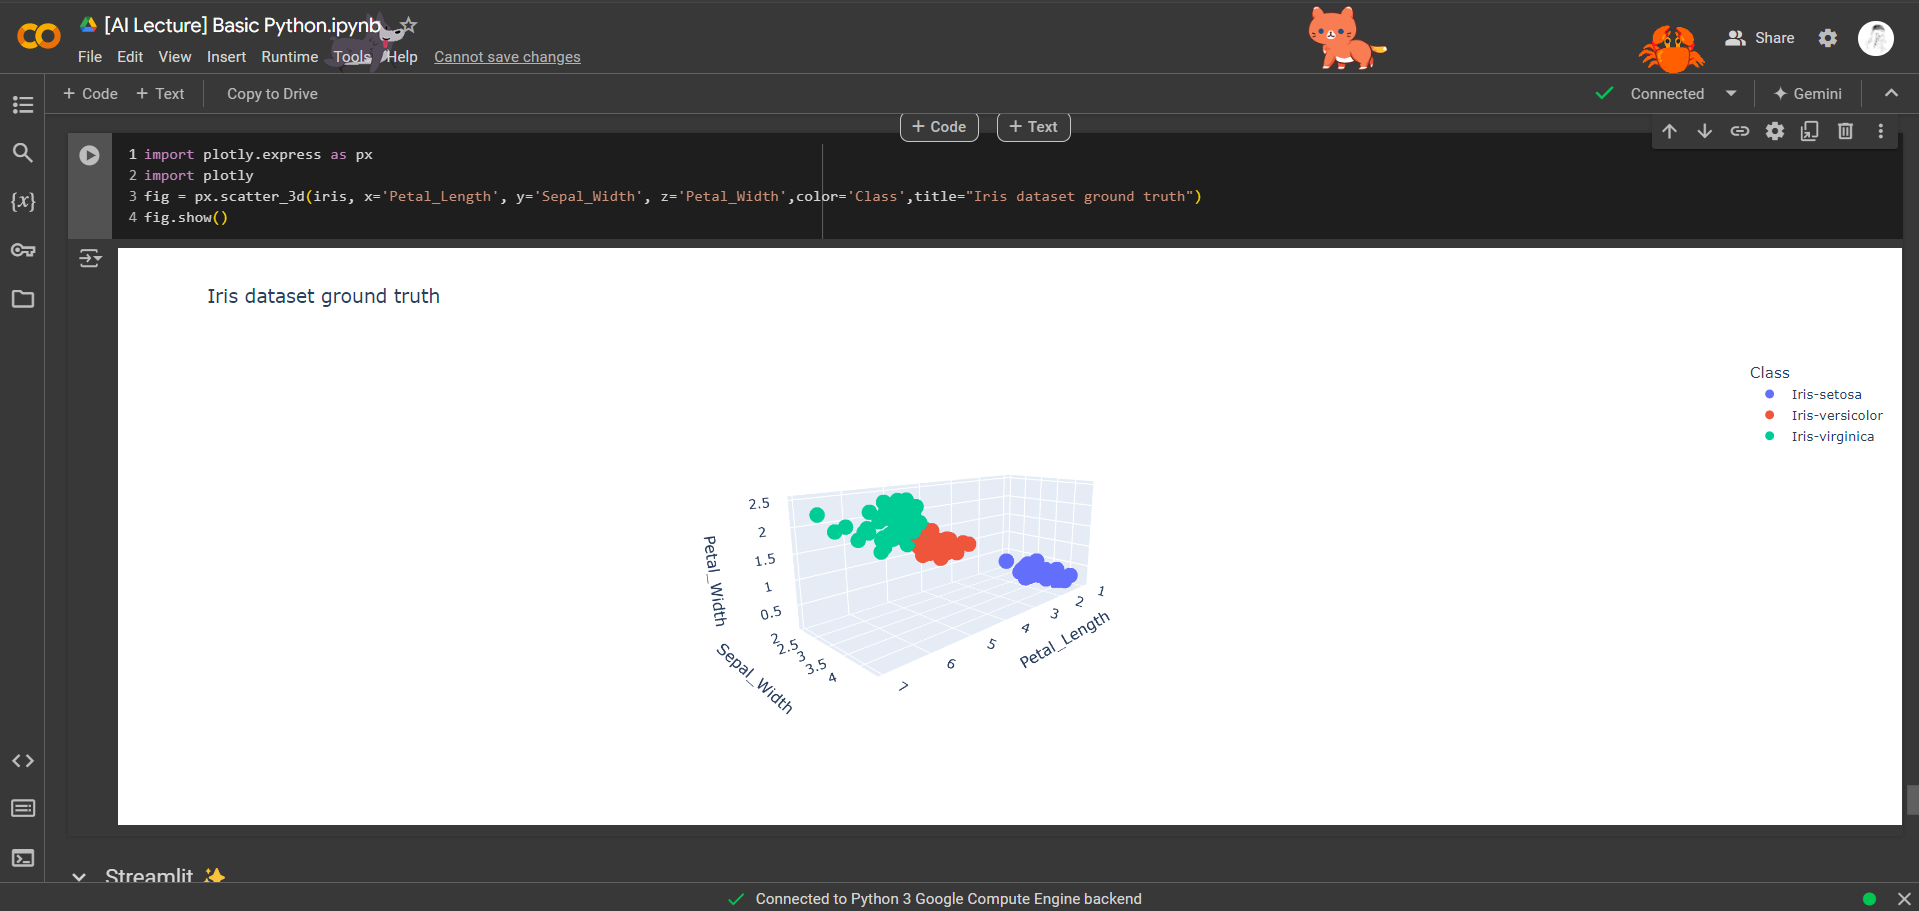 [AI Lecture] Basic Python.ipynb
File Edit View Insert Runtime Tools Help Cannot save changes
Share
+ Code + Text Copy to Drive
Connected Gemini
+ Code + Text
1 import plotly.express as px
2 import plotly
3 fig = px.scatter_3d(iris, x='Petal_Length', y='Sepal_Width', z='Petal_Width',color='Class',title="Iris dataset ground truth")
4 fig.show()
Iris dataset ground truth
Class
Iris-setosa
Iris-versicolor
Iris-virginica
2.5
2
1.5
1
0.5
Petal_Width
2
2.5
3
3.5
4
Sepal_Width
7
6
5
4
3
2
1
Petal_Length
Streamlit ✨
Connected to Python 3 Google Compute Engine backend